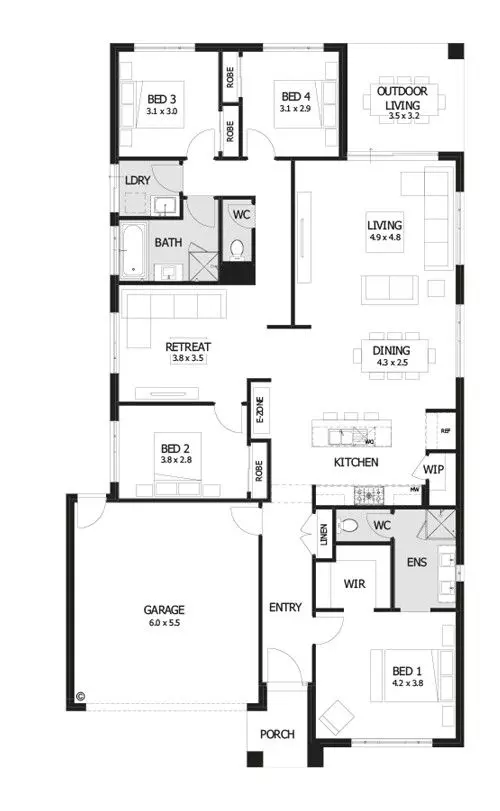 BED 3
3.1 x 3.0
ROBE
ROBE
BED 4
3.1 x 2.9
OUTDOOR
LIVING
3.5 x 3.2
LDRY
WC
BATH
LIVING
4.9 x 4.8
RETREAT
3.8 x 3.5
DINING
4.3 x 2.5
E-ZONE
BED 2
3.8 x 2.8
ROBE
REF
KITCHEN
WIP
MW
LINEN
WC
ENS
WIR
GARAGE
6.0 x 5.5
ENTRY
BED 1
4.2 x 3.8
©
PORCH